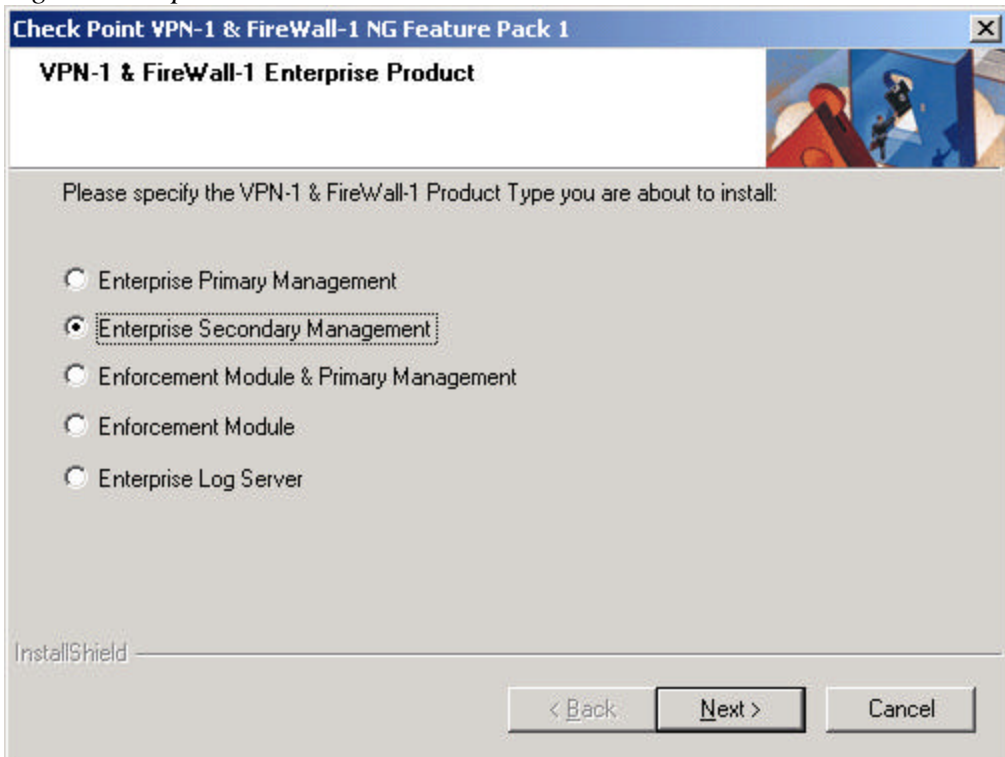 Check Point VPN-1 & FireWall-1 NG Feature Pack 1
VPN-1 & FireWall-1 Enterprise Product
Please specify the VPN-1 & FireWall-1 Product Type you are about to install:
Enterprise Primary Management
Enterprise Secondary Management
Enforcement Module & Primary Management
Enforcement Module
Enterprise Log Server
InstallShield
< Back
Next >
Cancel